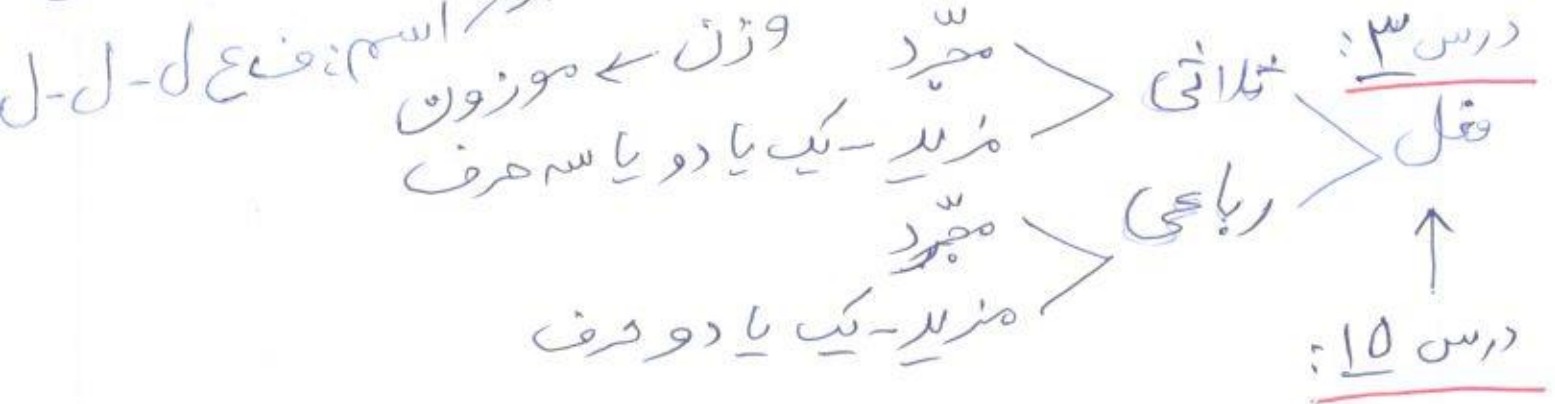 درس ۳:
فعل
ثلاثی
مجرّد
مزید - یک یا دو یا سه حرف
رباعی
مجرّد
مزید - یک یا دو حرف
وزن ← موزون
اسم: ف ع ل - ل - ل
درس ۱۵: